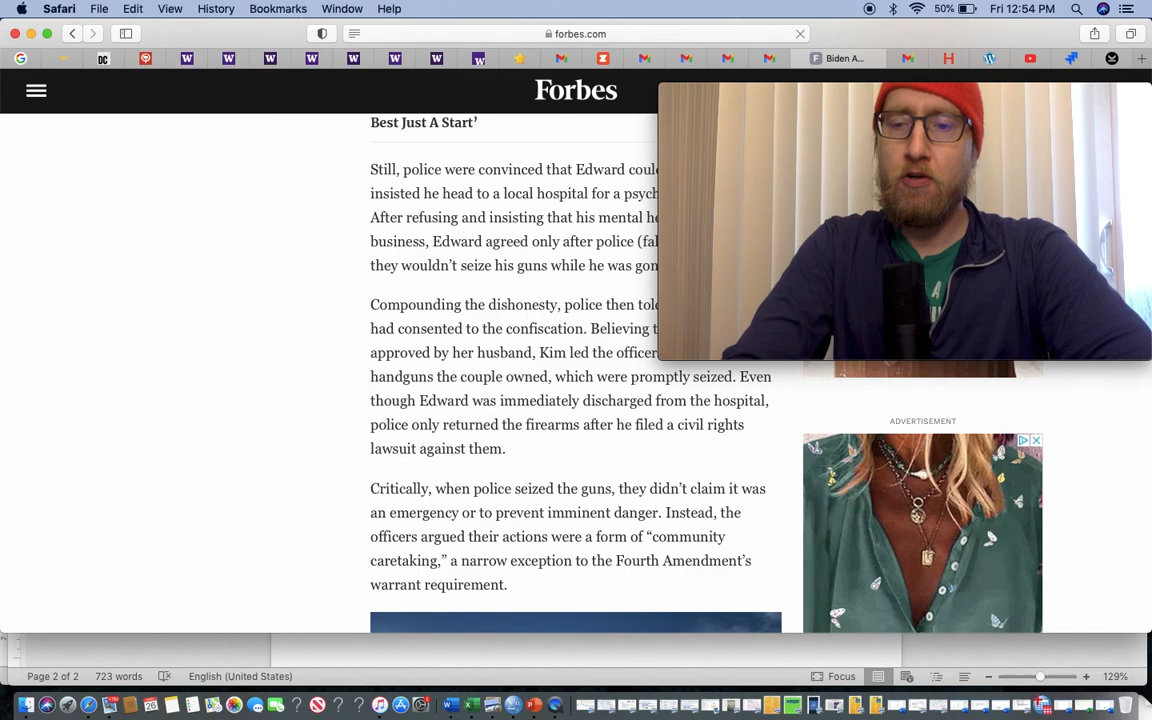 Safari File Edit View History Bookmarks Window Help 50% Fri 12:54 PM
forbes.com
DC Biden A...
Forbes
Best Just A Start’
Still, police were convinced that Edward
insisted he head to a local hospital for a
After refusing and insisting that his mental
business, Edward agreed only after police
they wouldn’t seize his guns while he was
Compounding the dishonesty, police then
had consented to the confiscation. Believing
approved by her husband, Kim led the
handguns the couple owned, which were promptly seized. Even
though Edward was immediately discharged from the hospital,
police only returned the firearms after he filed a civil rights
lawsuit against them.
Critically, when police seized the guns, they didn’t claim it was
an emergency or to prevent imminent danger. Instead, the
officers argued their actions were a form of “community
caretaking,” a narrow exception to the Fourth Amendment’s
warrant requirement.
ADVERTISEMENT
Page 2 of 2 723 words English (United States) Focus 129%